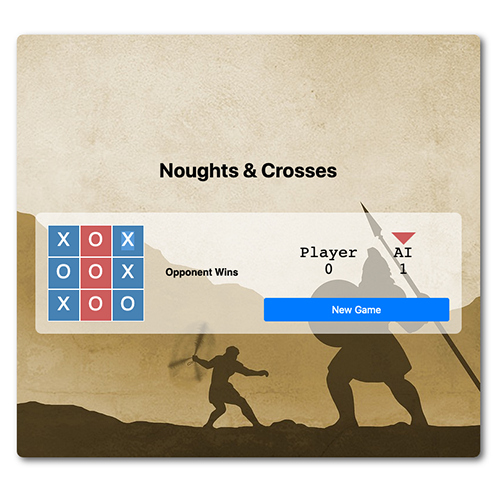 Noughts & Crosses
X O X
O O X
X O O
Opponent Wins
Player AI
0 1
New Game